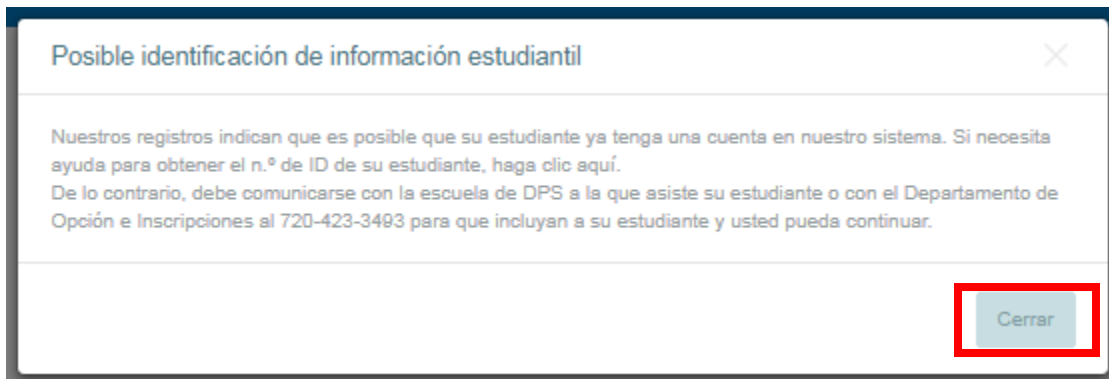 Posible identificación de información estudiantil
Nuestros registros indican que es posible que su estudiante ya tenga una cuenta en nuestro sistema. Si necesita
ayuda para obtener el n.º de ID de su estudiante, haga clic aquí.
De lo contrario, debe comunicarse con la escuela de DPS a la que asiste su estudiante o con el Departamento de
Opción e Inscripciones al 720-423-3493 para que incluyan a su estudiante y usted pueda continuar.
Cerrar